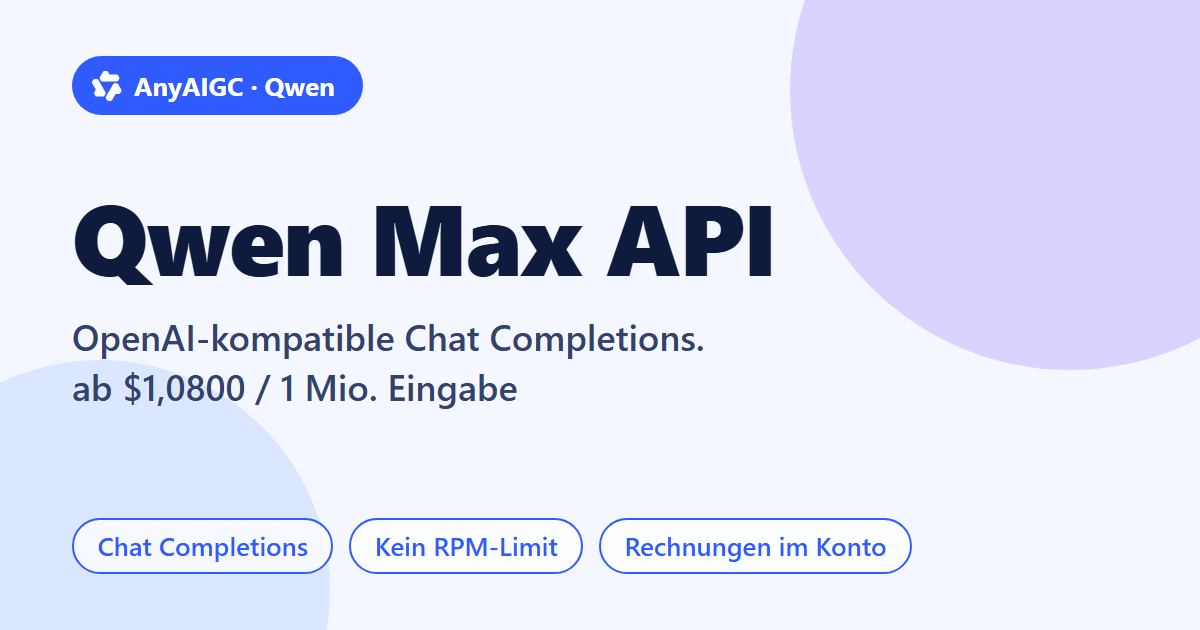 AnyAIGC · Qwen
Qwen Max API
OpenAI-kompatible Chat Completions.
ab $1,0800 / 1 Mio. Eingabe
Chat Completions
Kein RPM-Limit
Rechnungen im Konto